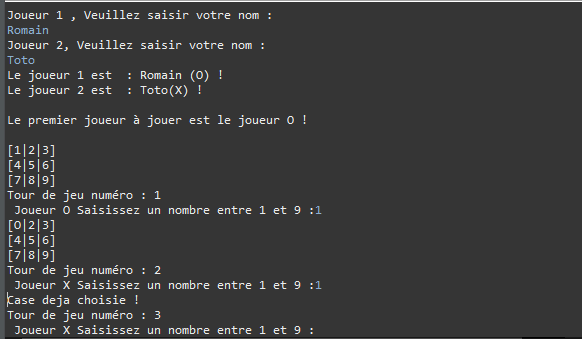 Joueur 1 , Veuillez saisir votre nom :
Romain
Joueur 2, Veuillez saisir votre nom :
Toto
Le joueur 1 est  : Romain (O) !
Le joueur 2 est  : Toto(X) !
Le premier joueur à jouer est le joueur O !
[1|2|3]
[4|5|6]
[7|8|9]
Tour de jeu numéro : 1
Joueur O Saisissez un nombre entre 1 et 9 :1
[O|2|3]
[4|5|6]
[7|8|9]
Tour de jeu numéro : 2
Joueur X Saisissez un nombre entre 1 et 9 :1
Case deja choisie !
Tour de jeu numéro : 3
Joueur X Saisissez un nombre entre 1 et 9 :